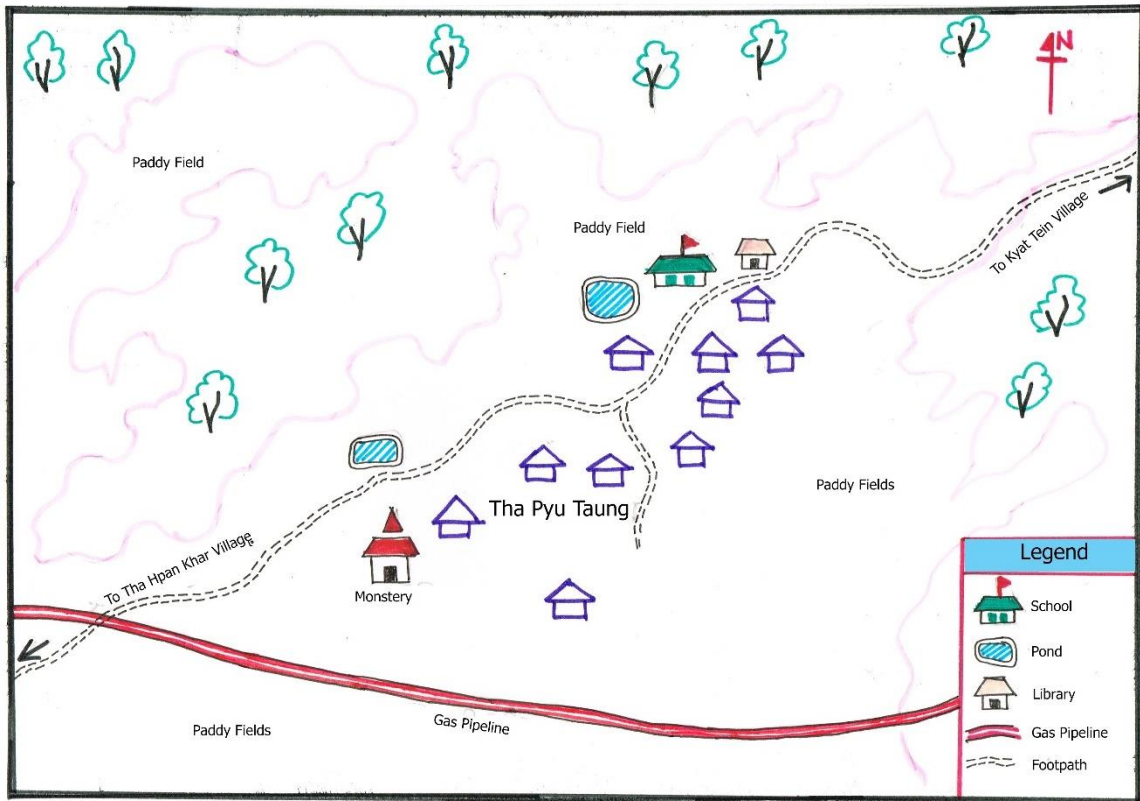 N
Paddy Field
Paddy Field
To Kyat Tein Village
Paddy Fields
Tha Pyu Taung
To Tha Hpan Khar Village
Monstery
Gas Pipeline
Paddy Fields
Legend
School
Pond
Library
Gas Pipeline
Footpath